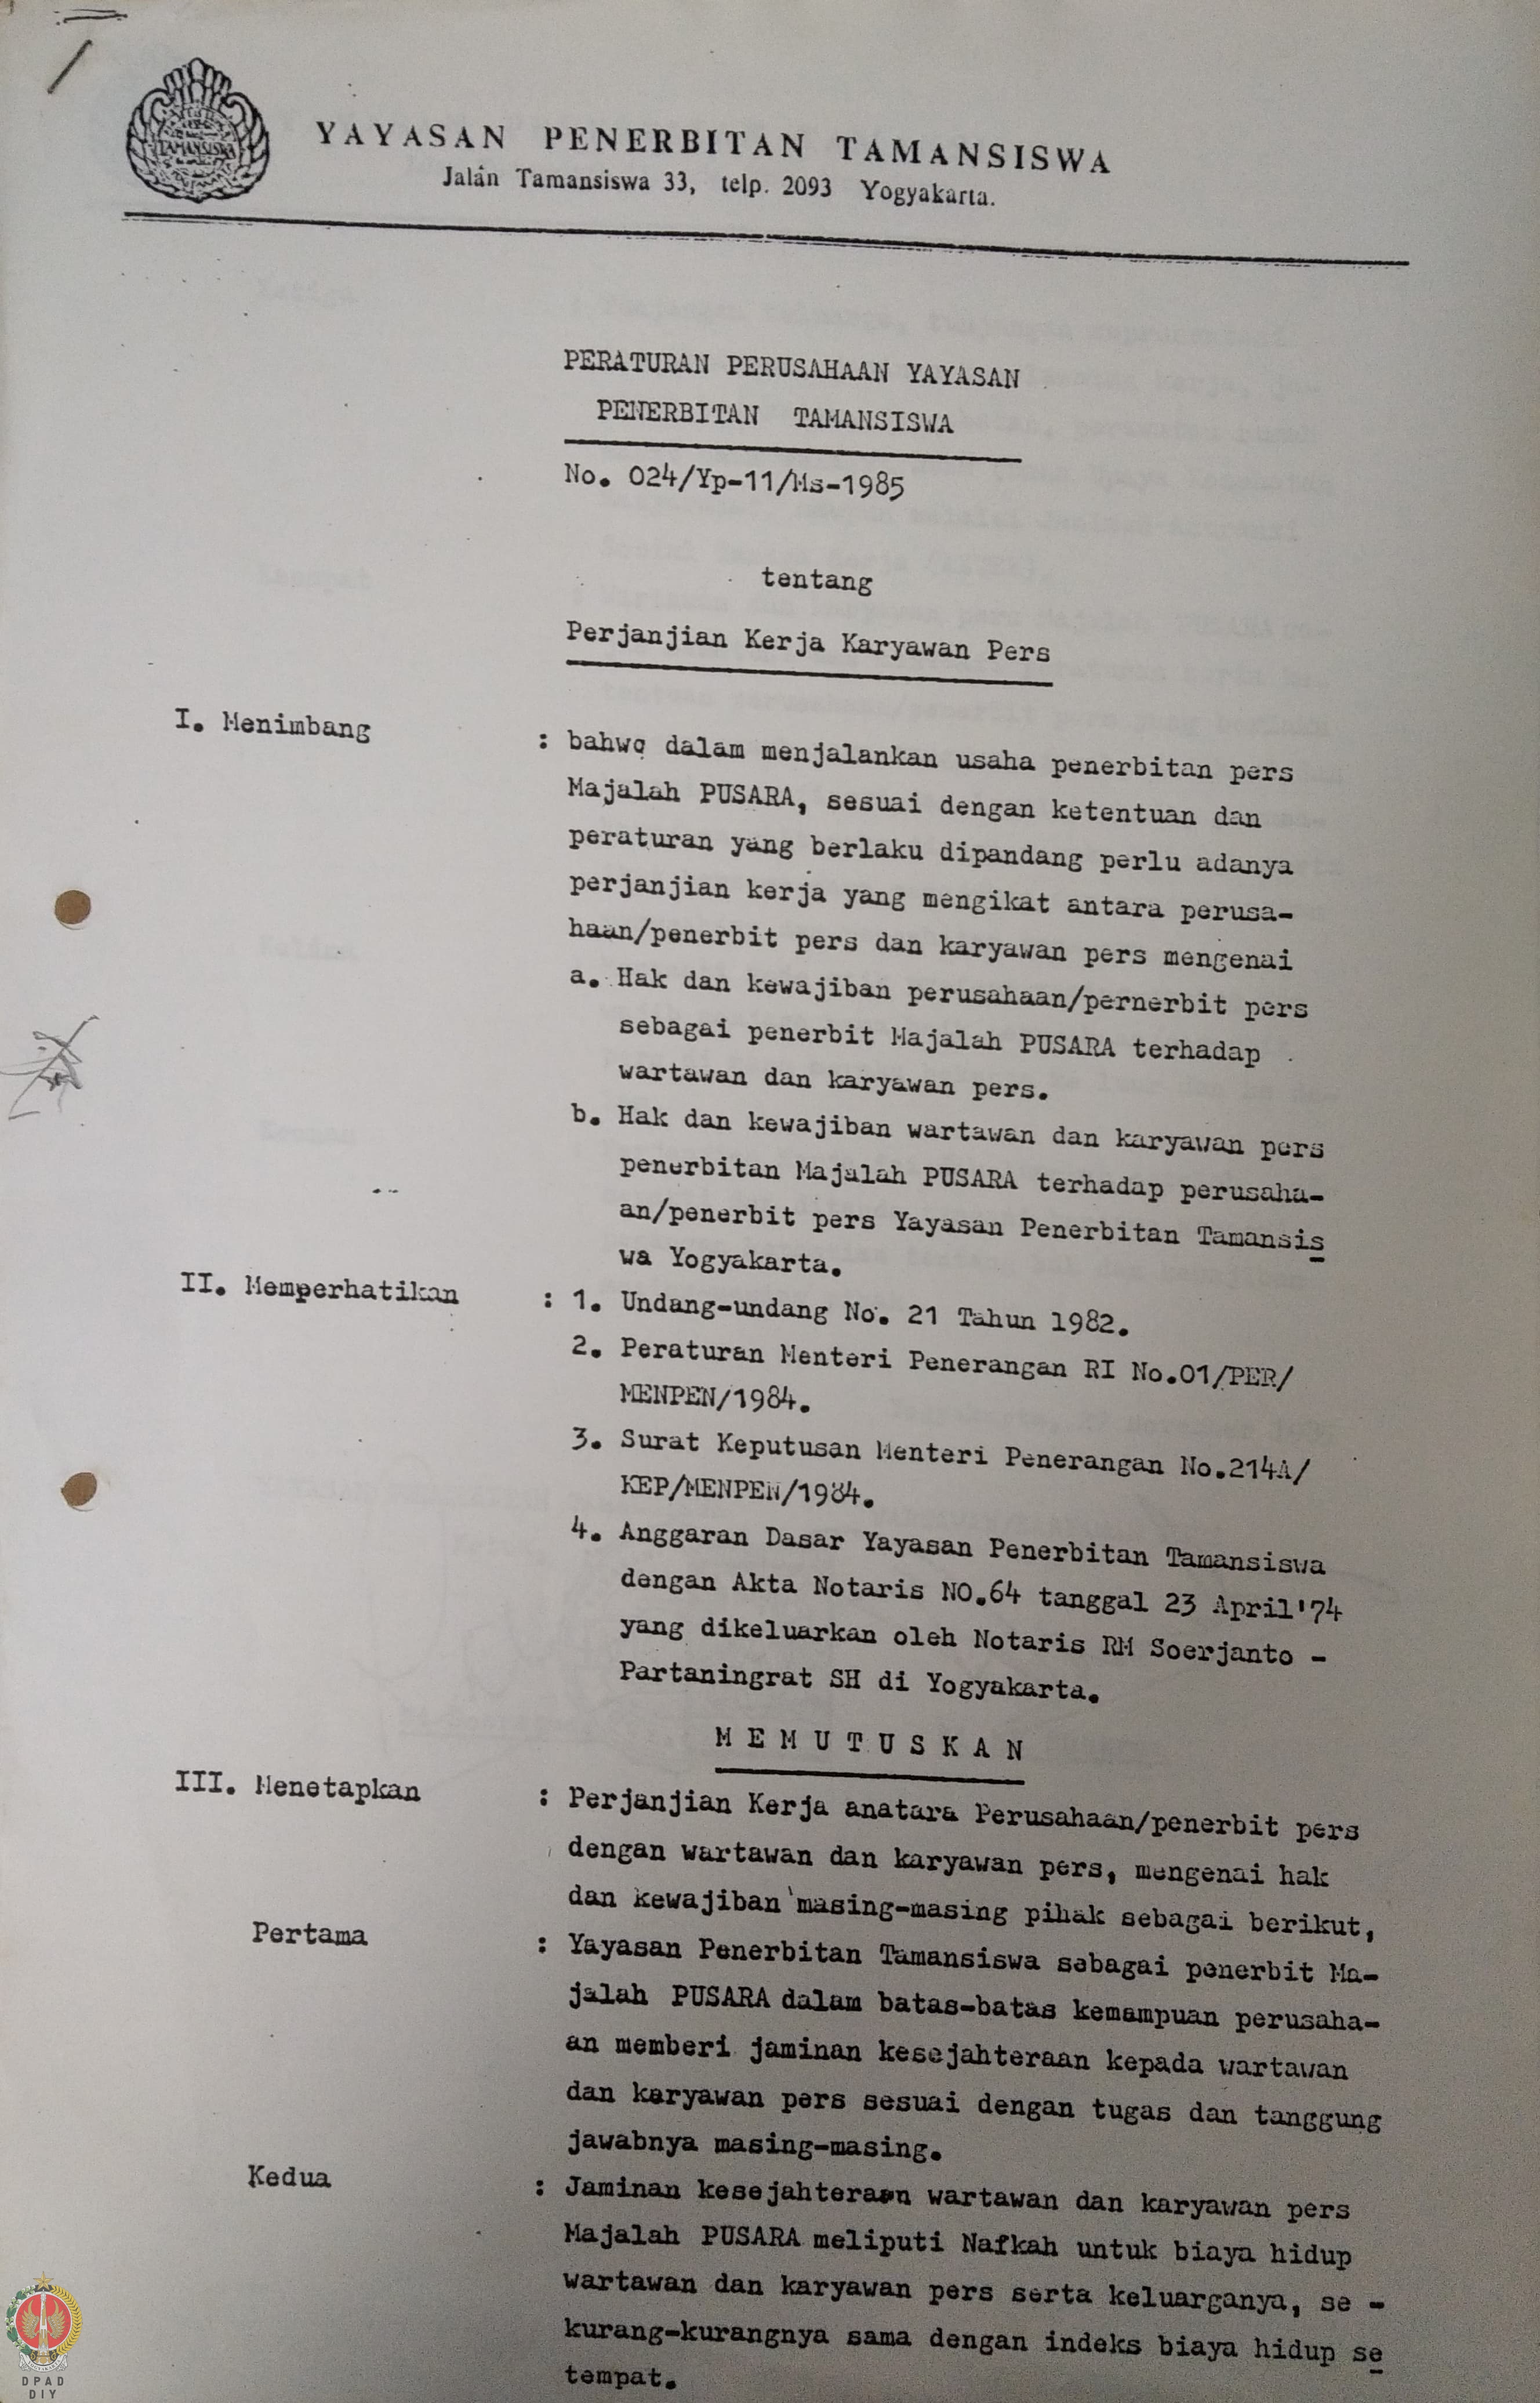 TAMANSISWA
YAYASAN PENERBITAN TAMANSISWA
Jalan Tamansiswa 33, telp. 2093 Yogyakarta.
PERATURAN PERUSAHAAN YAYASAN
PENERBITAN TAMANSISWA
No. 024/Yp-11/Ms-1985
tentang
Perjanjian Kerja Karyawan Pers
I. Menimbang : bahwa dalam menjalankan usaha penerbitan pers
Majalah PUSARA, sesuai dengan ketentuan dan
peraturan yang berlaku dipandang perlu adanya
perjanjian kerja yang mengikat antara perusa-
haan/penerbit pers dan karyawan pers mengenai
a. Hak dan kewajiban perusahaan/pernerbit pers
sebagai penerbit Majalah PUSARA terhadap
wartawan dan karyawan pers.
b. Hak dan kewajiban wartawan dan karyawan pers
penerbitan Majalah PUSARA terhadap perusaha-
an/penerbit pers Yayasan Penerbitan Tamansis
wa Yogyakarta.
II. Memperhatikan : 1. Undang-undang No. 21 Tahun 1982.
2. Peraturan Menteri Penerangan RI No.01/PER/
MENPEN/1984.
3. Surat Keputusan Menteri Penerangan No.214A/
KEP/MENPEN/1984.
4. Anggaran Dasar Yayasan Penerbitan Tamansiswa
dengan Akta Notaris NO.64 tanggal 23 April'74
yang dikeluarkan oleh Notaris RM Soerjanto -
Partaningrat SH di Yogyakarta.
M E M U T U S K A N
III. Menetapkan : Perjanjian Kerja anatara Perusahaan/penerbit pers
dengan wartawan dan karyawan pers, mengenai hak
dan kewajiban masing-masing pihak sebagai berikut,
Pertama : Yayasan Penerbitan Tamansiswa sebagai penerbit Ma-
jalah PUSARA dalam batas-batas kemampuan perusaha-
an memberi jaminan kesejahteraan kepada wartawan
dan karyawan pers sesuai dengan tugas dan tanggung
jawabnya masing-masing.
Kedua : Jaminan kesejahteraan wartawan dan karyawan pers
Majalah PUSARA meliputi Nafkah untuk biaya hidup
wartawan dan karyawan pers serta keluarganya, se -
kurang-kurangnya sama dengan indeks biaya hidup se
tempat.
DPAD
DIY